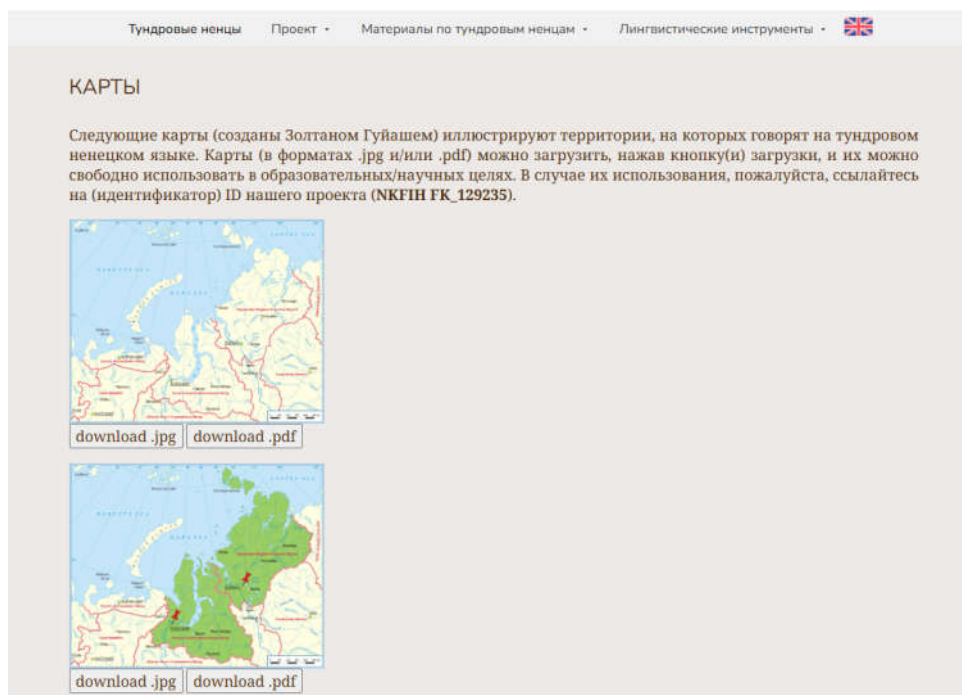 Тундровые ненцы Проект Материалы по тундровым ненцам Лингвистические инструменты
КАРТЫ
Следующие карты (созданы Золтаном Гуйашем) иллюстрируют территории, на которых говорят на тундровом
ненецком языке. Карты (в форматах .jpg и/или .pdf) можно загрузить, нажав кнопку(и) загрузки, и их можно
свободно использовать в образовательных/научных целях. В случае их использования, пожалуйста, ссылайтесь
на (идентификатор) ID нашего проекта (NKFIH FK_129235).
download .jpg download .pdf
download .jpg download .pdf